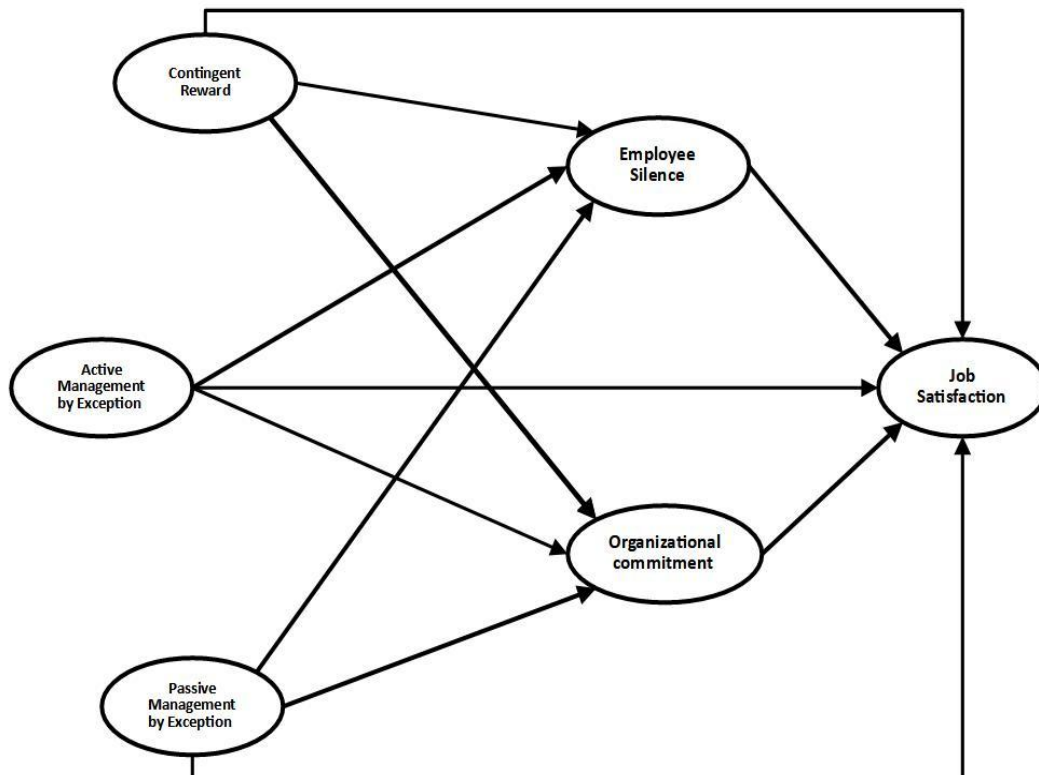 Contingent
Reward
Employee
Silence
Active
Management
by Exception
Job
Satisfaction
Organizational
commitment
Passive
Management
by Exception